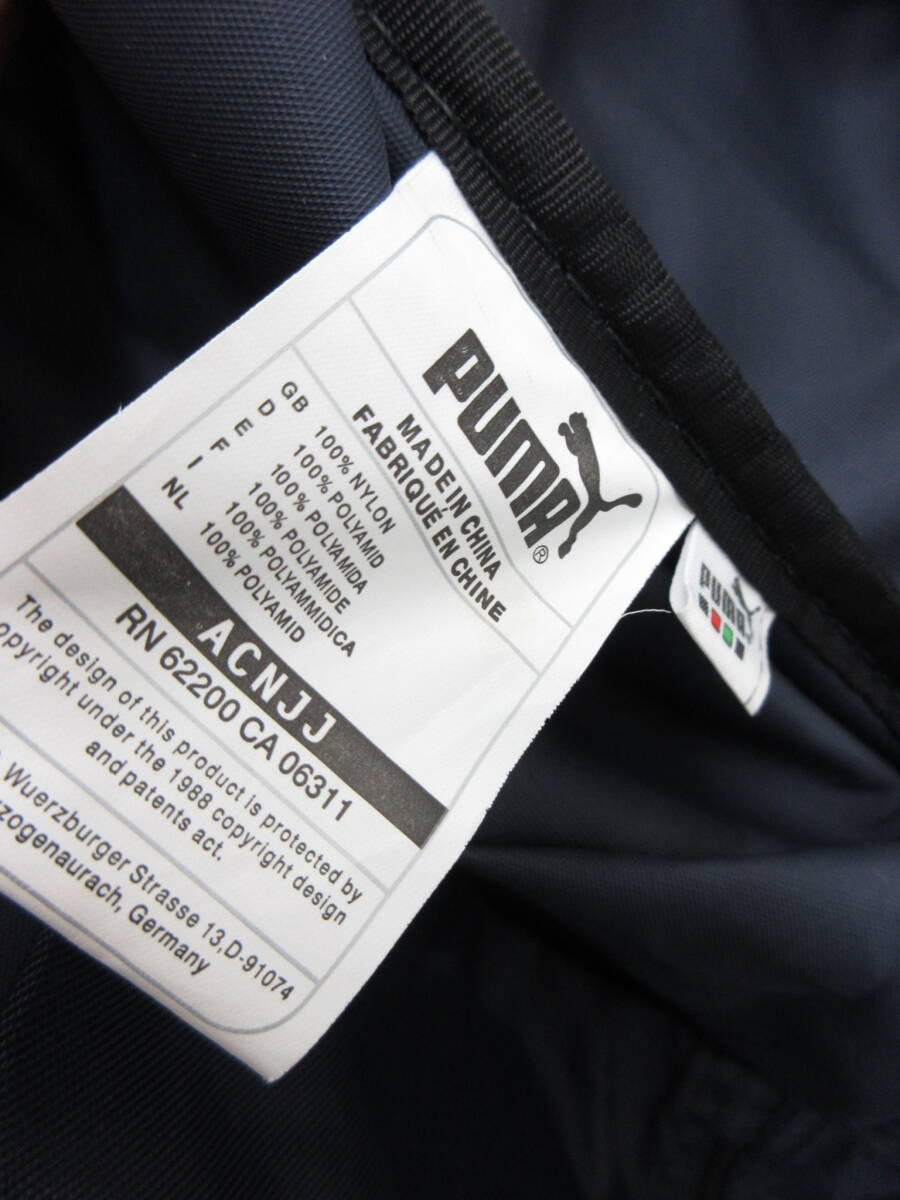 PUMA®
MADE IN CHINA
FABRIQUÉ EN CHINE
GB 100% NYLON
D 100% POLYAMID
E 100% POLYAMIDA
F 100% POLYAMIDE
I 100% POLYAMMIDICA
NL 100% POLYAMID
ACNJJ
RN 62200 CA 06311
The design of this product is protected by
copyright under the 1988 copyright design
and patents act.
Wuerzburger Strasse 13,D-91074
zogenaurach, Germany
PUMA